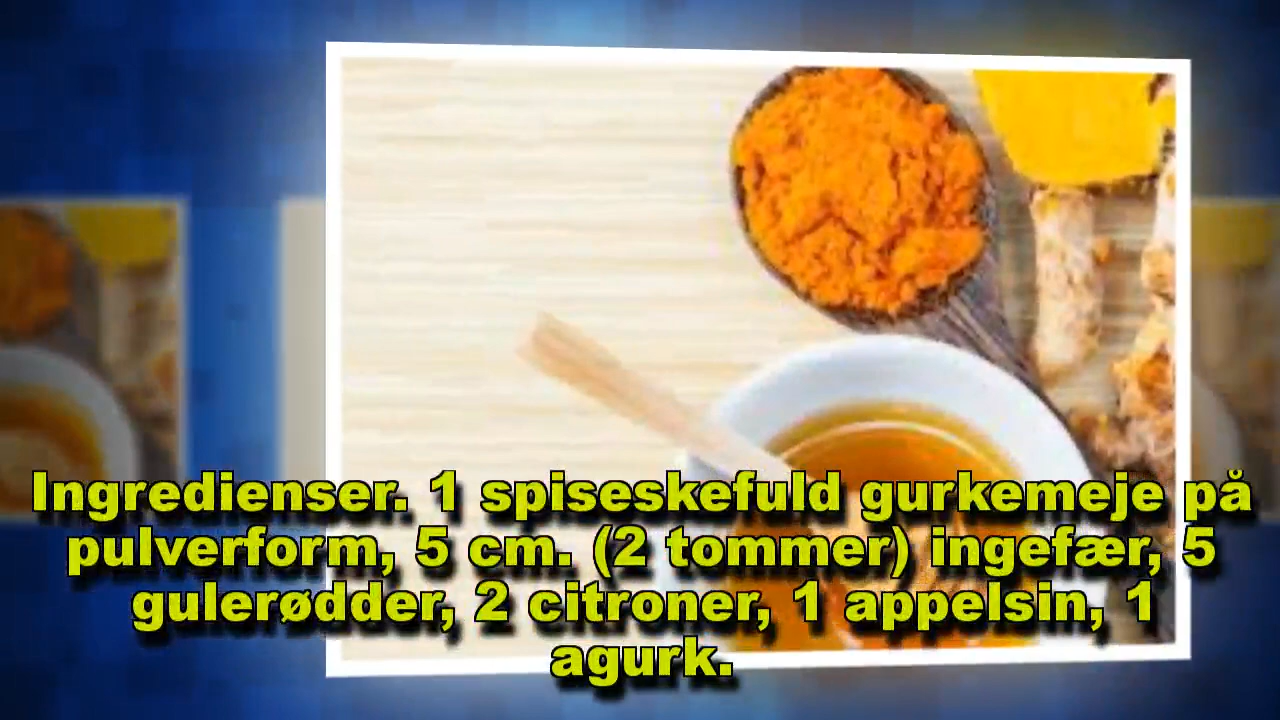 Ingredienser. 1 spiseskefuld gurkemeje på
pulverform, 5 cm. (2 tommer) ingefær, 5
gulerødder, 2 citroner, 1 appelsin, 1
agurk.